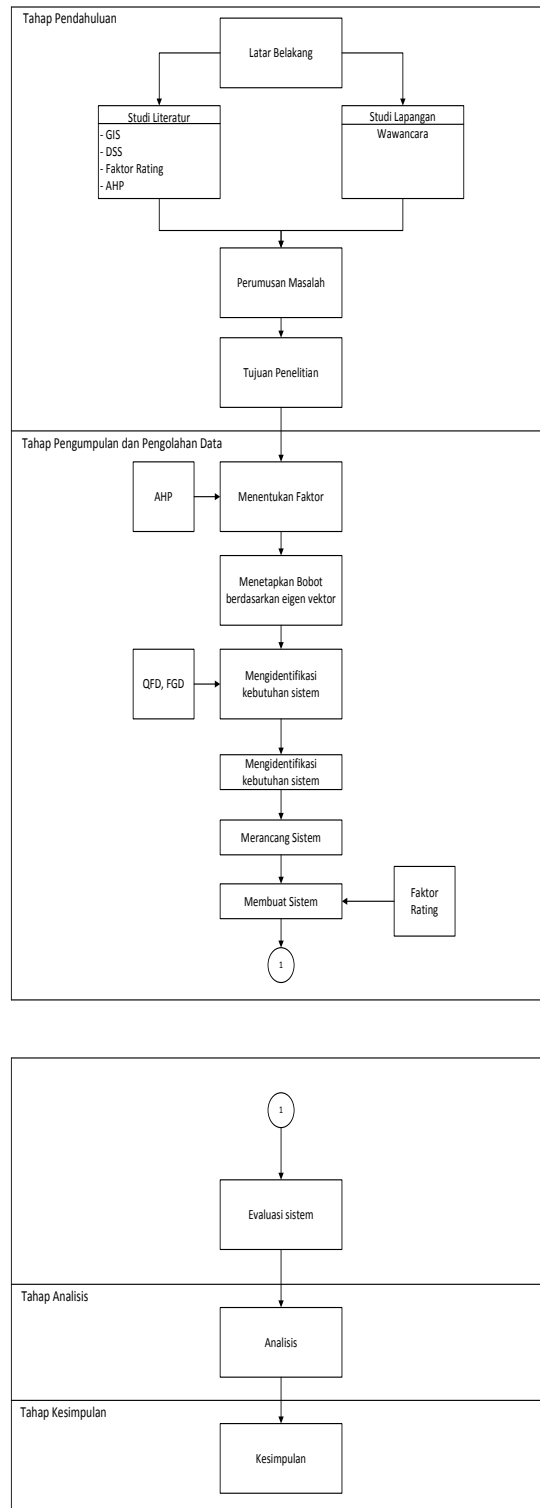 Tahap Pendahuluan
Latar Belakang
Studi Literatur
- GIS
- DSS
- Faktor Rating
- AHP
Studi Lapangan
Wawancara
Perumusan Masalah
Tujuan Penelitian
Tahap Pengumpulan dan Pengolahan Data
AHP
Menentukan Faktor
Menetapkan Bobot
berdasarkan eigen vektor
QFD, FGD
Mengidentifikasi
kebutuhan sistem
Mengidentifikasi
kebutuhan sistem
Merancang Sistem
Membuat Sistem
Faktor
Rating
1
1
Evaluasi sistem
Tahap Analisis
Analisis
Tahap Kesimpulan
Kesimpulan